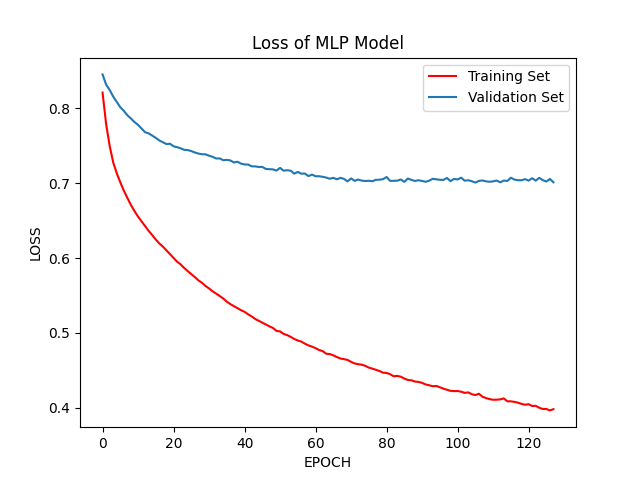 Loss of MLP Model
Training Set
Validation Set
LOSS
0.8
0.7
0.6
0.5
0.4
0 20 40 60 80 100 120
EPOCH